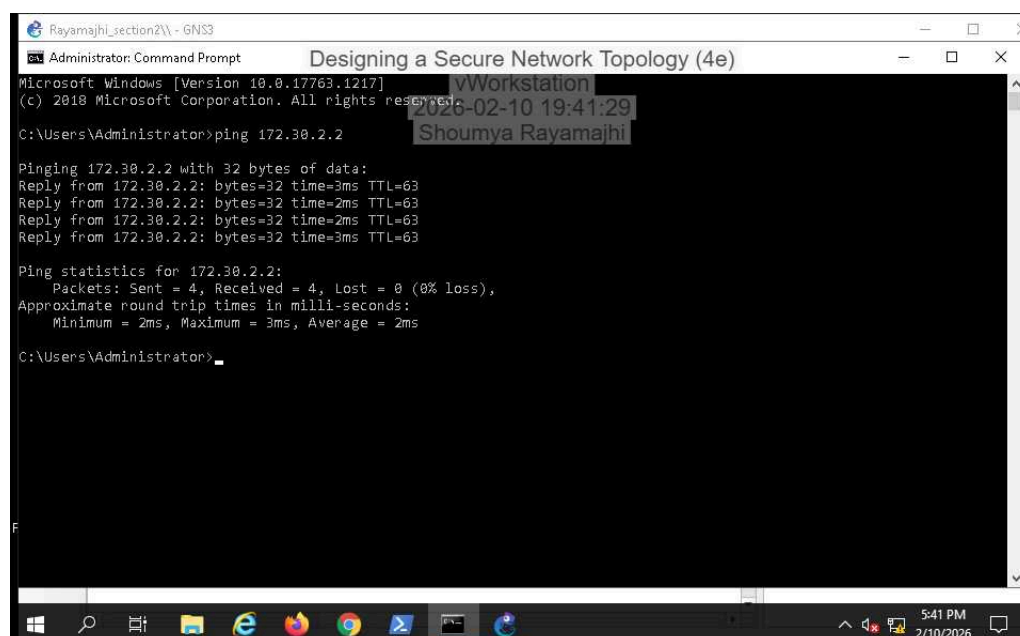 Rayamajhi_section2\\ - GNS3
Administrator: Command Prompt
Designing a Secure Network Topology (4e)
Microsoft Windows [Version 10.0.17763.1217]
vWorkstation
(c) 2018 Microsoft Corporation. All rights reserved.
2026-02-10 19:41:29
C:\Users\Administrator>ping 172.30.2.2
Shoumya Rayamajhi
Pinging 172.30.2.2 with 32 bytes of data:
Reply from 172.30.2.2: bytes=32 time=3ms TTL=63
Reply from 172.30.2.2: bytes=32 time=2ms TTL=63
Reply from 172.30.2.2: bytes=32 time=2ms TTL=63
Reply from 172.30.2.2: bytes=32 time=3ms TTL=63
Ping statistics for 172.30.2.2:
Packets: Sent = 4, Received = 4, Lost = 0 (0% loss),
Approximate round trip times in milli-seconds:
Minimum = 2ms, Maximum = 3ms, Average = 2ms
C:\Users\Administrator>
F
5:41 PM
2/10/2026